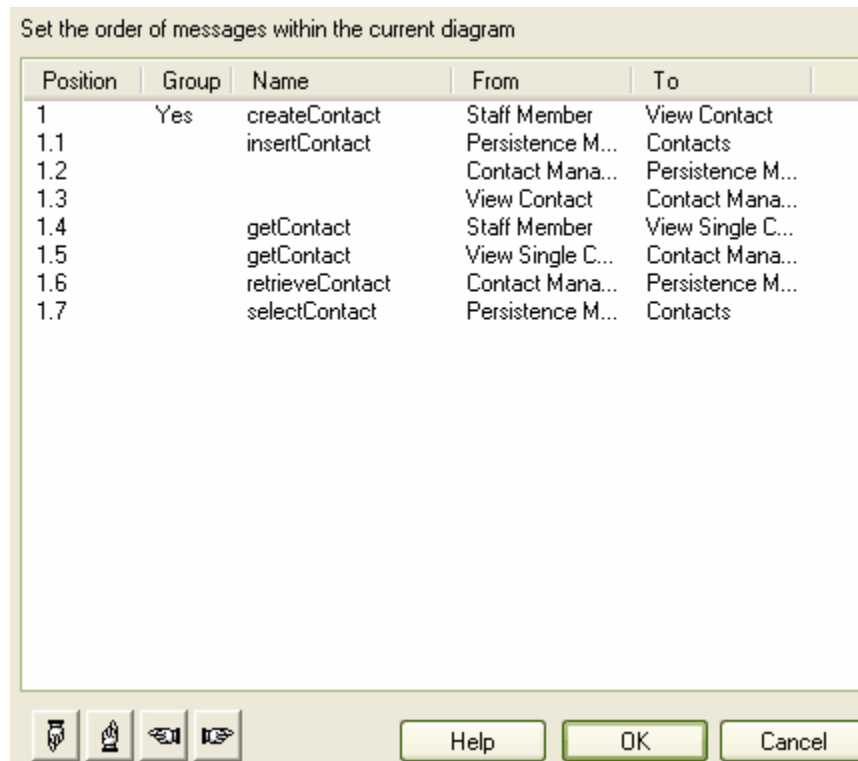 Set the order of messages within the current diagram
Position Group Name From To
1 Yes createContact Staff Member View Contact
1.1 insertContact Persistence M... Contacts
1.2 Contact Mana... Persistence M...
1.3 View Contact Contact Mana...
1.4 getContact Staff Member View Single C...
1.5 getContact View Single C... Contact Mana...
1.6 retrieveContact Contact Mana... Persistence M...
1.7 selectContact Persistence M... Contacts
Help OK Cancel